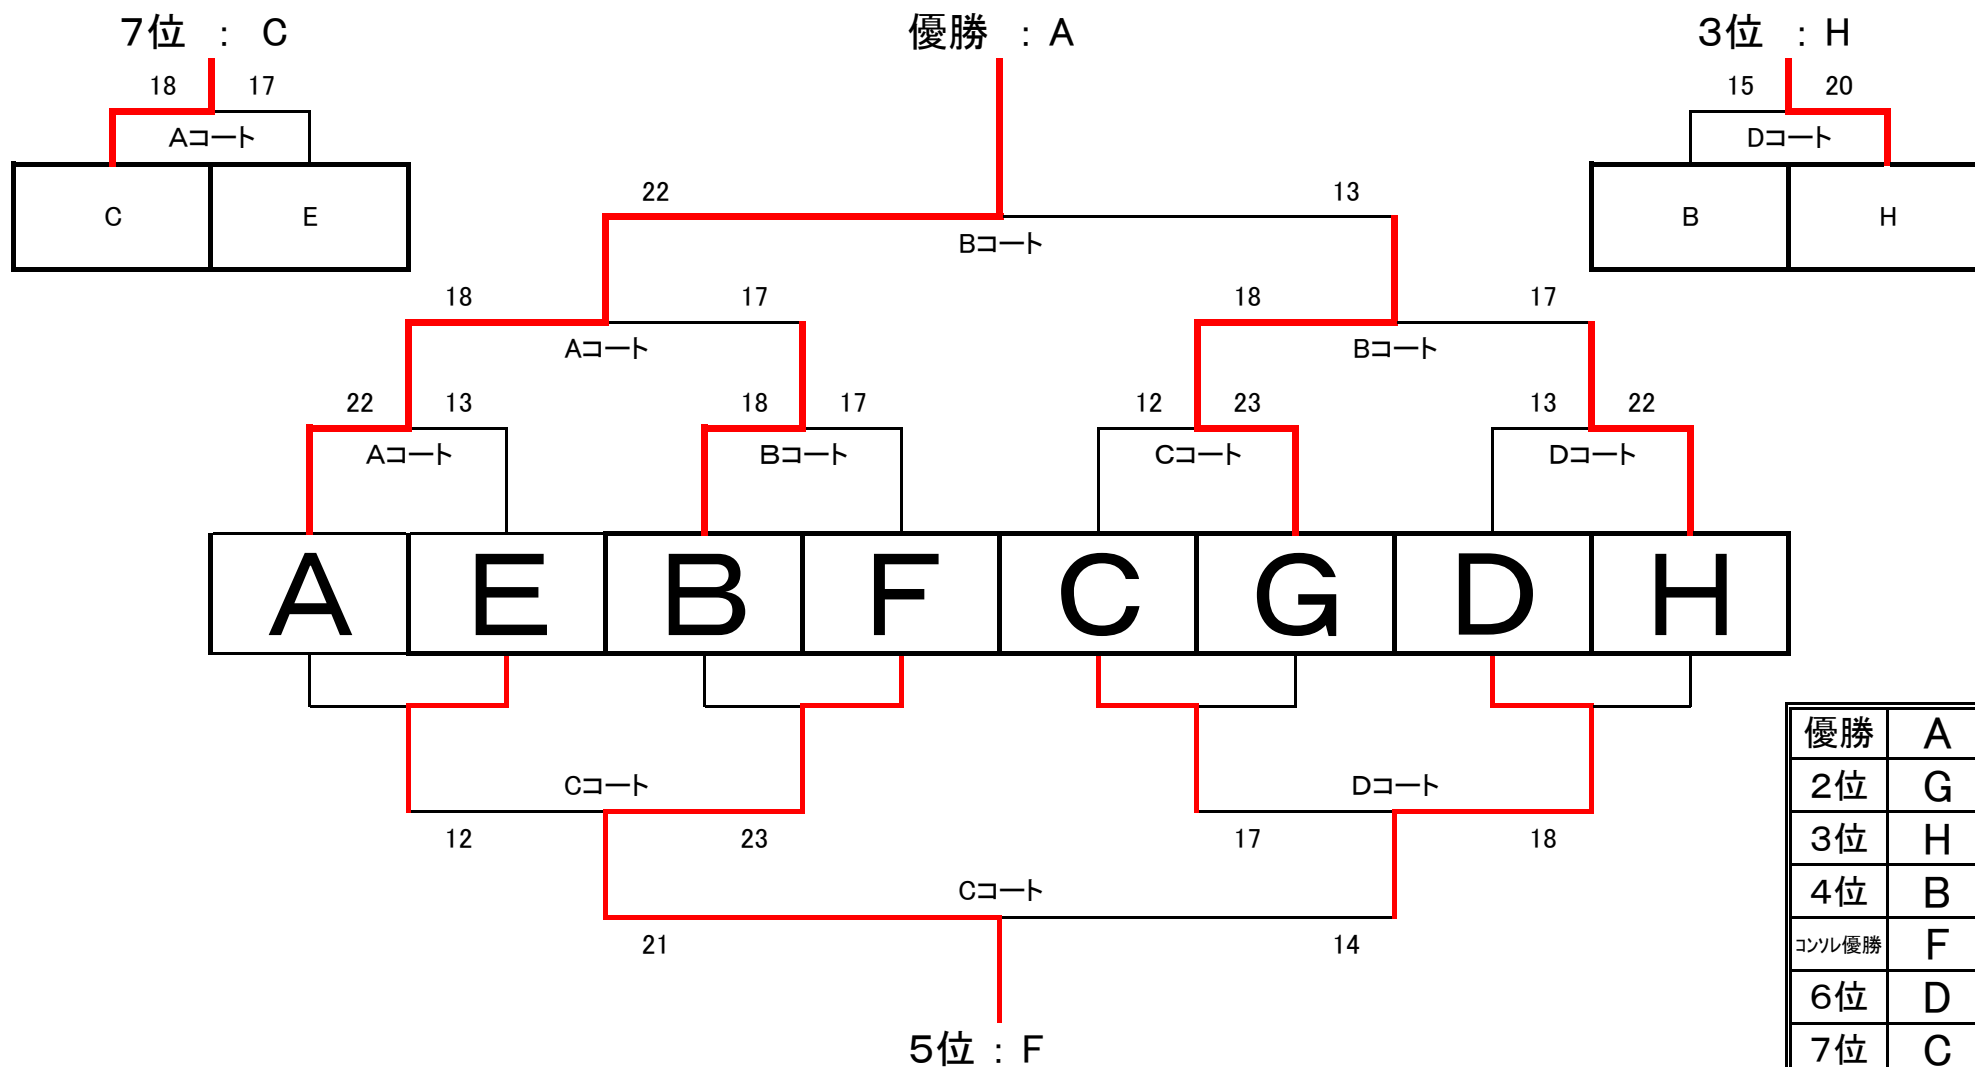 ７位 ： C
優勝 ：A
３位 ：H
18 17
15 20
Aコート
Dコート
22 13
C E
B H
Bコート
18 17 18 17
Aコート Bコート
22 13 18 17 12 23 13 22
Aコート Bコート Cコート Dコート
A E B F C G D H
優勝 A
２位 G
Cコート Dコート
12 23 17 18
３位 H
４位 B
Cコート
21 14
コンソル優勝 F
６位 D
５位 ：F
７位 C